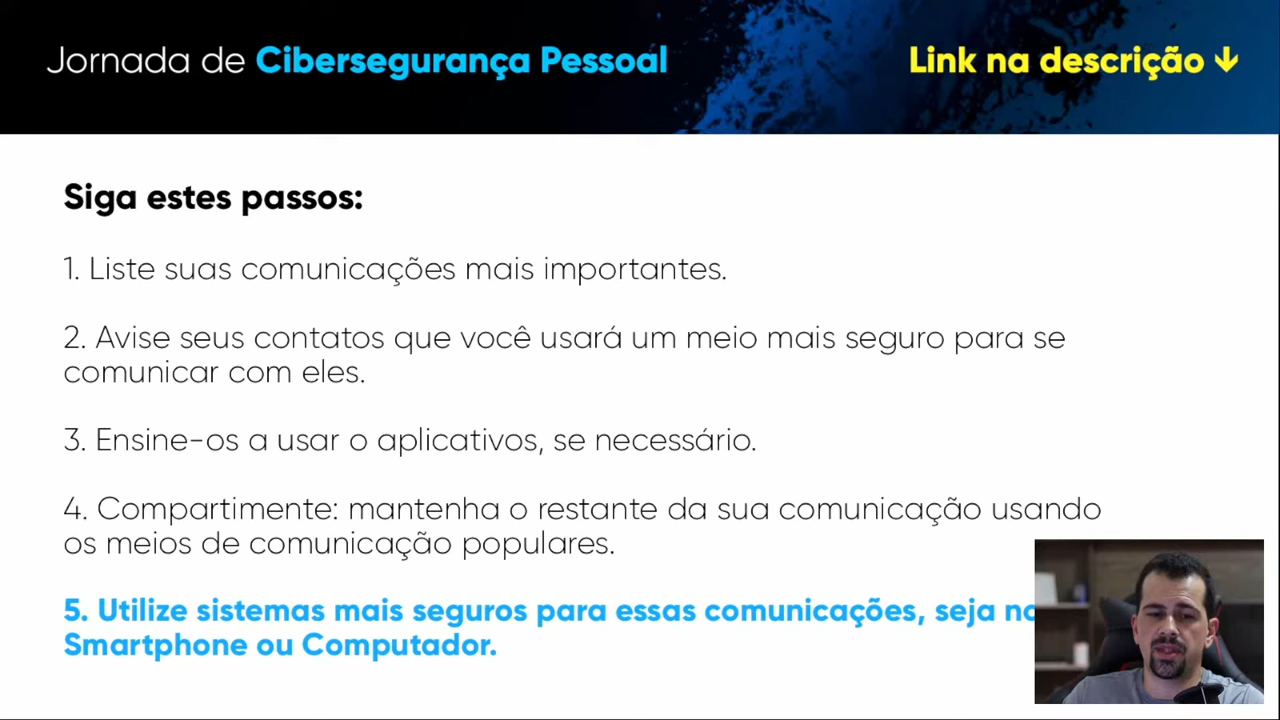 Jornada de Cibersegurança Pessoal
Link na descrição ↓
Siga estes passos:
1. Liste suas comunicações mais importantes.
2. Avise seus contatos que você usará um meio mais seguro para se
comunicar com eles.
3. Ensine-os a usar o aplicativos, se necessário.
4. Compartimente: mantenha o restante da sua comunicação usando
os meios de comunicação populares.
5. Utilize sistemas mais seguros para essas comunicações, seja no
Smartphone ou Computador.